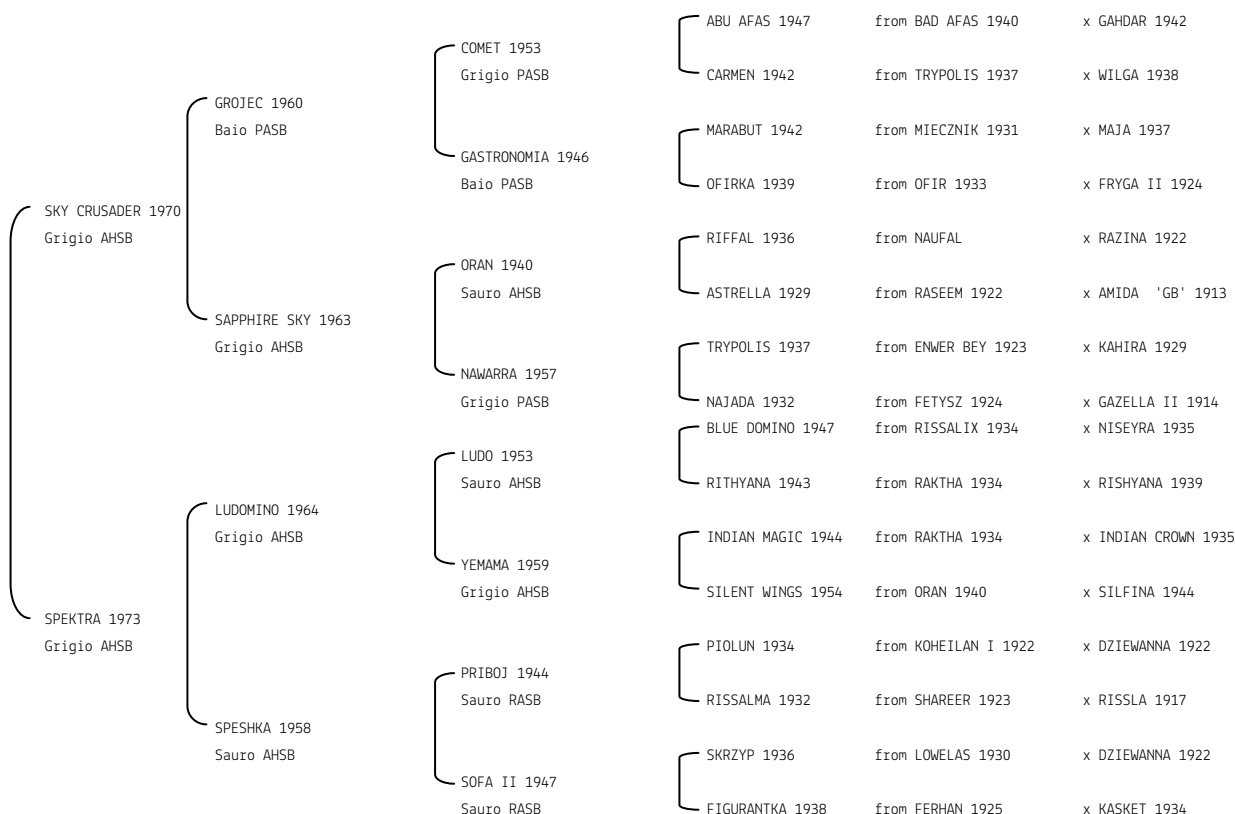 ABU AFAS 1947 from BAD AFAS 1940 x GAHDAR 1942
COMET 1953
Grigio PASB
CARMEN 1942 from TRYPOLIS 1937 x WILGA 1938
GROJEC 1960
Baio PASB
MARABUT 1942 from MIECZNIK 1931 x MAJA 1937
GASTRONOMIA 1946
Baio PASB
OFIRKA 1939 from OFIR 1933 x FRYGA II 1924
SKY CRUSADER 1970
Grigio AHSB
RIFFAL 1936 from NAUFAL x RAZINA 1922
ORAN 1940
Sauro AHSB
ASTRELLA 1929 from RASEEM 1922 x AMIDA 'GB' 1913
SAPPHIRE SKY 1963
Grigio AHSB
TRYPOLIS 1937 from ENWER BEY 1923 x KAHIRA 1929
NAWARRA 1957
Grigio PASB
NAJADA 1932 from FETYSZ 1924 x GAZELLA II 1914
BLUE DOMINO 1947 from RISSALIX 1934 x NISEYRA 1935
LUDO 1953
Sauro AHSB
RITHYANA 1943 from RAKTHA 1934 x RISHYANA 1939
LUDOMINO 1964
Grigio AHSB
INDIAN MAGIC 1944 from RAKTHA 1934 x INDIAN CROWN 1935
YEMAMA 1959
Grigio AHSB
SILENT WINGS 1954 from ORAN 1940 x SILFINA 1944
SPEKTRA 1973
Grigio AHSB
PIOLUN 1934 from KOHEILAN I 1922 x DZIEWANNA 1922
PRIBOJ 1944
Sauro RASB
RISSALMA 1932 from SHAREER 1923 x RISSLA 1917
SPESHKA 1958
Sauro AHSB
SKRZYP 1936 from LOWELAS 1930 x DZIEWANNA 1922
SOFA II 1947
Sauro RASB
FIGURANTKA 1938 from FERHAN 1925 x KASKET 1934